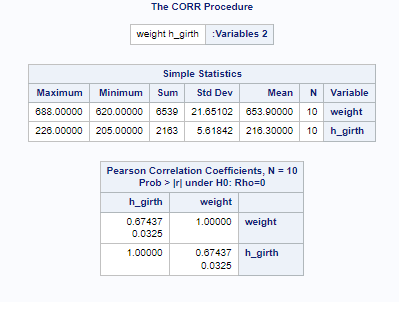 The CORR Procedure
weight h_girth :Variables 2
Simple Statistics
Maximum Minimum Sum Std Dev Mean N Variable
688.00000 620.00000 6539 21.65102 653.90000 10 weight
226.00000 205.00000 2163 5.61842 216.30000 10 h_girth
Pearson Correlation Coefficients, N = 10
Prob > |r| under H0: Rho=0
h_girth weight
0.67437 1.00000 weight
0.0325
1.00000 0.67437 h_girth
0.0325